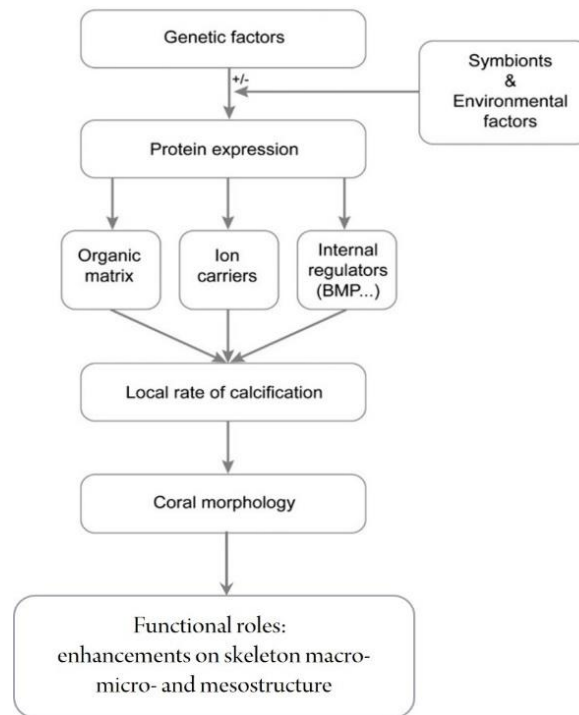 Genetic factors
+/-
Symbionts
&
Environmental
factors
Protein expression
Organic
matrix
Ion
carriers
Internal
regulators
(BMP...)
Local rate of calcification
Coral morphology
Functional roles:
enhancements on skeleton macro-
micro- and mesostructure